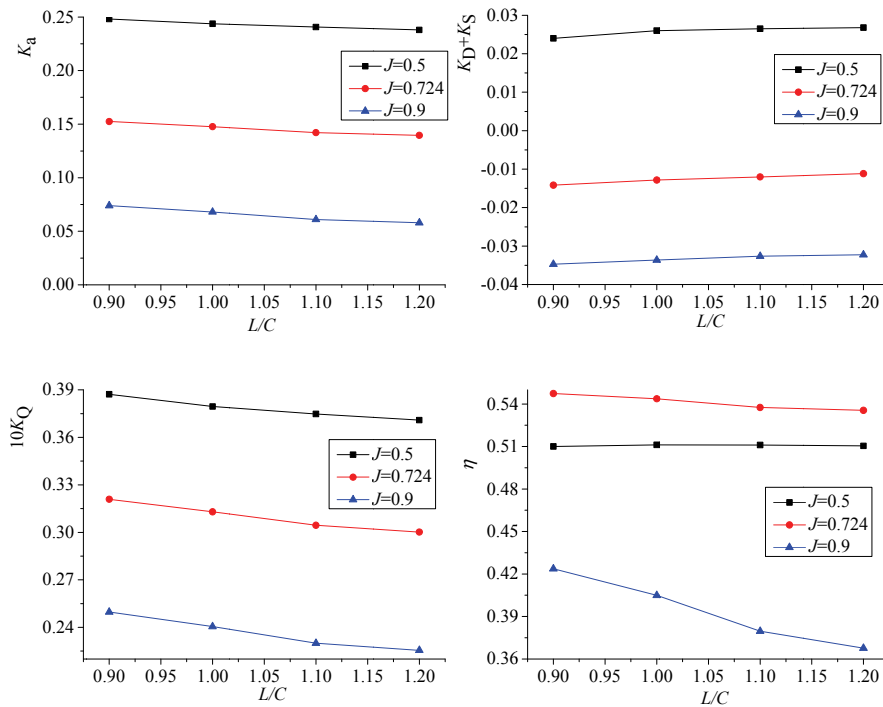 0.25
0.20
0.15
0.10
0.05
0.00
Ka
J=0.5
J=0.724
J=0.9
0.90 0.95 1.00 1.05 1.10 1.15 1.20
L/C
0.03
0.02
0.01
0.00
-0.01
-0.02
-0.03
-0.04
KD+KS
J=0.5
J=0.724
J=0.9
0.90 0.95 1.00 1.05 1.10 1.15 1.20
L/C
0.39
0.36
0.33
0.30
0.27
0.24
10KQ
J=0.5
J=0.724
J=0.9
0.90 0.95 1.00 1.05 1.10 1.15 1.20
L/C
0.54
0.51
0.48
0.45
0.42
0.39
0.36
η
J=0.5
J=0.724
J=0.9
0.90 0.95 1.00 1.05 1.10 1.15 1.20
L/C